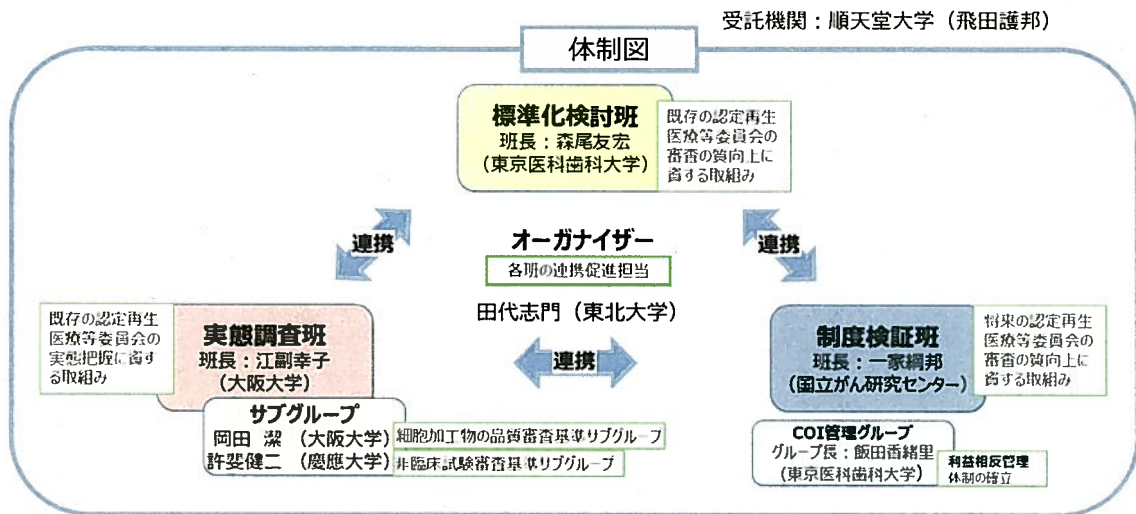 受託機関:順天堂大学(飛田護邦)
体制図
標準化検討班
班長:森尾友宏
(東京医科歯科大学)
既存の認定再生
医療等委員会の
審査の質向上に
資する取組み
連携
連携
オーガナイザー
各班の連携促進担当
田代志門(東北大学)
既存の認定再生
医療等委員会の
実態把握に資す
る取組み
実態調査班
班長:江副幸子
(大阪大学)
連携
制度検証班
班長:一家綱邦
(国立がん研究センター)
将来の認定再生
医療等委員会の
審査の質向上に
資する取組み
サブグループ
岡田 潔 (大阪大学)
細胞加工物の品質審査基準サブグループ
許斐健二 (慶應大学)
非臨床試験審査基準サブグループ
COI管理グループ
グループ長:飯田香緒里
(東京医科歯科大学)
利益相反管理
体制の確立